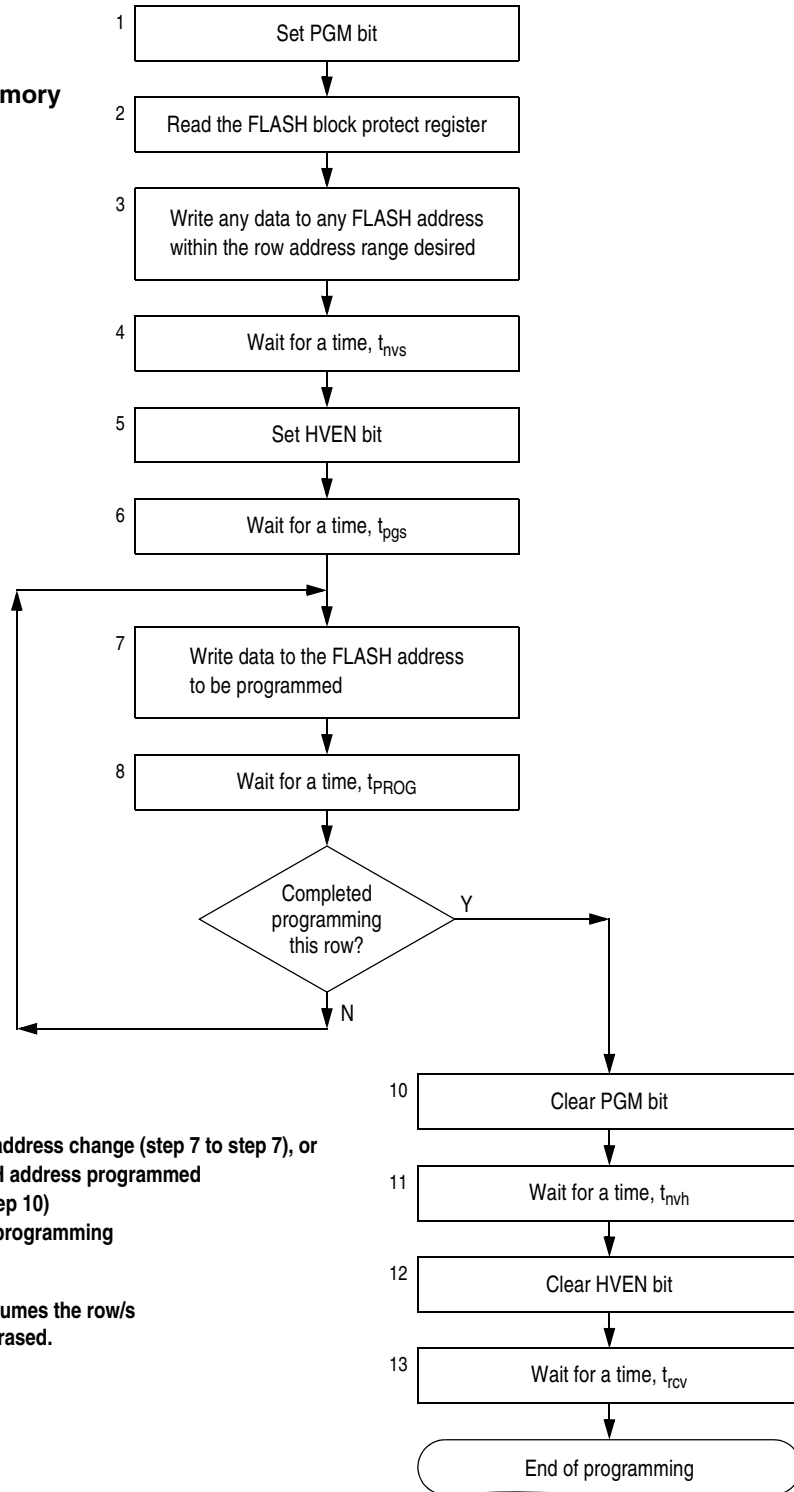 1
Set PGM bit
mory
2
Read the FLASH block protect register
3
Write any data to any FLASH address
within the row address range desired
4
Wait for a time, tnvs
5
Set HVEN bit
6
Wait for a time, tpgs
7
Write data to the FLASH address
to be programmed
8
Wait for a time, tPROG
Completed
programming
this row?
Y
N
10
Clear PGM bit
address change (step 7 to step 7), or
H address programmed
ep 10)
programming
11
Wait for a time, tnvh
12
Clear HVEN bit
umes the row/s
rased.
13
Wait for a time, trcv
End of programming